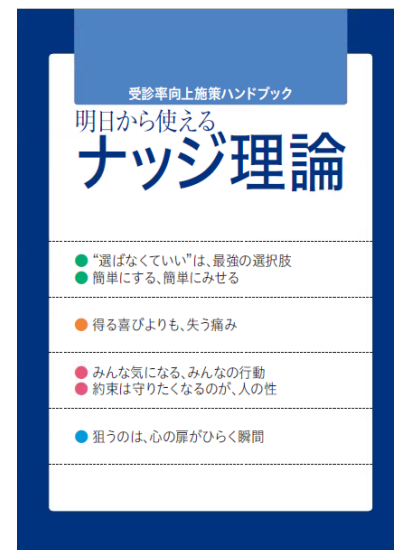 受診率向上施策ハンドブック
明日から使える
ナッジ理論
● “選ばなくていい”は、最強の選択肢
● 簡単にする、簡単にみせる
● 得る喜びよりも、失う痛み
● みんな気になる、みんなの行動
● 約束は守りたくなるのが、人の性
● 狙うのは、心の扉がひらく瞬間